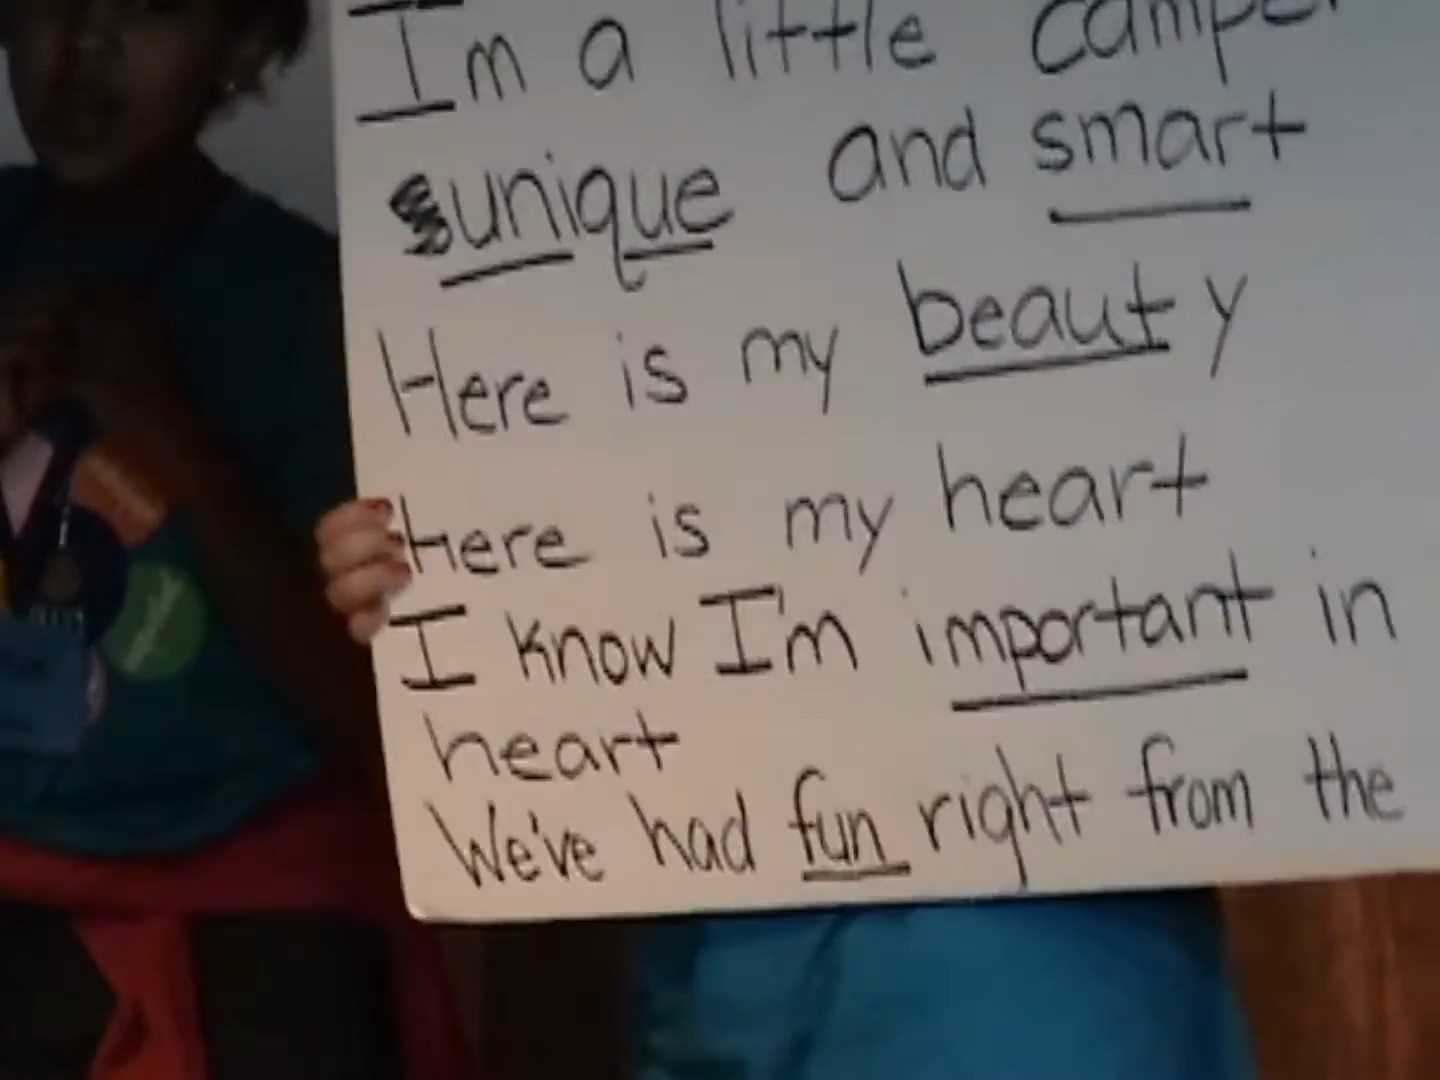 I'm a little camper
unique and smart
Here is my beauty
Here is my heart
I know I'm important in
heart
We've had fun right from the